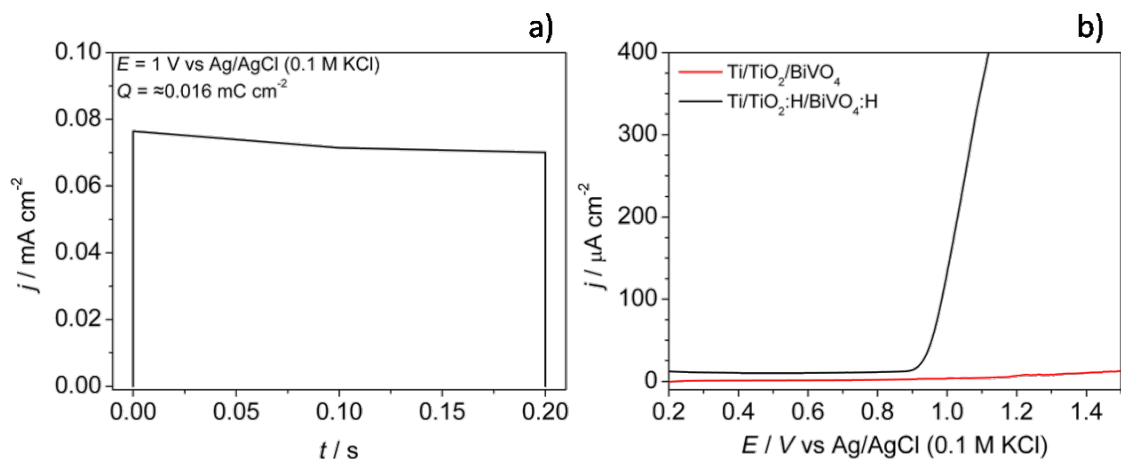 a)
E = 1 V vs Ag/AgCl (0.1 M KCl)
Q = ≈0.016 mC cm⁻²
j / mA cm⁻²
0.10
0.08
0.06
0.04
0.02
0.00
0.00 0.05 0.10 0.15 0.20
t / s
b)
Ti/TiO₂/BiVO₄
Ti/TiO₂:H/BiVO₄:H
j / μA cm⁻²
400
300
200
100
0
0.2 0.4 0.6 0.8 1.0 1.2 1.4
E / V vs Ag/AgCl (0.1 M KCl)